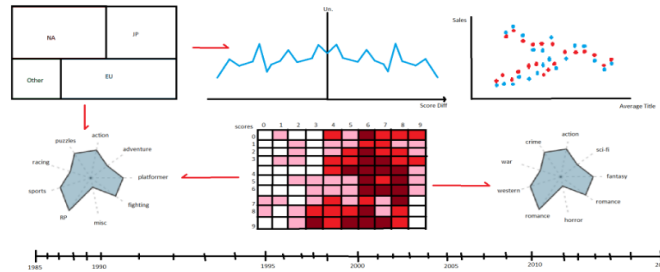 Us.
Sales
NA
JP
Other
EU
Score Diff
Average Title
scores
0 1 2 3 4 5 6 7 8 9
0
1
2
3
4
5
6
7
8
9
puzzles
action
adventure
racing
platformer
sports
fighting
RP
misc
crime
action
sci-fi
war
fantasy
western
romance
romance
horror
1985
1990
1995
2000
2005
2010